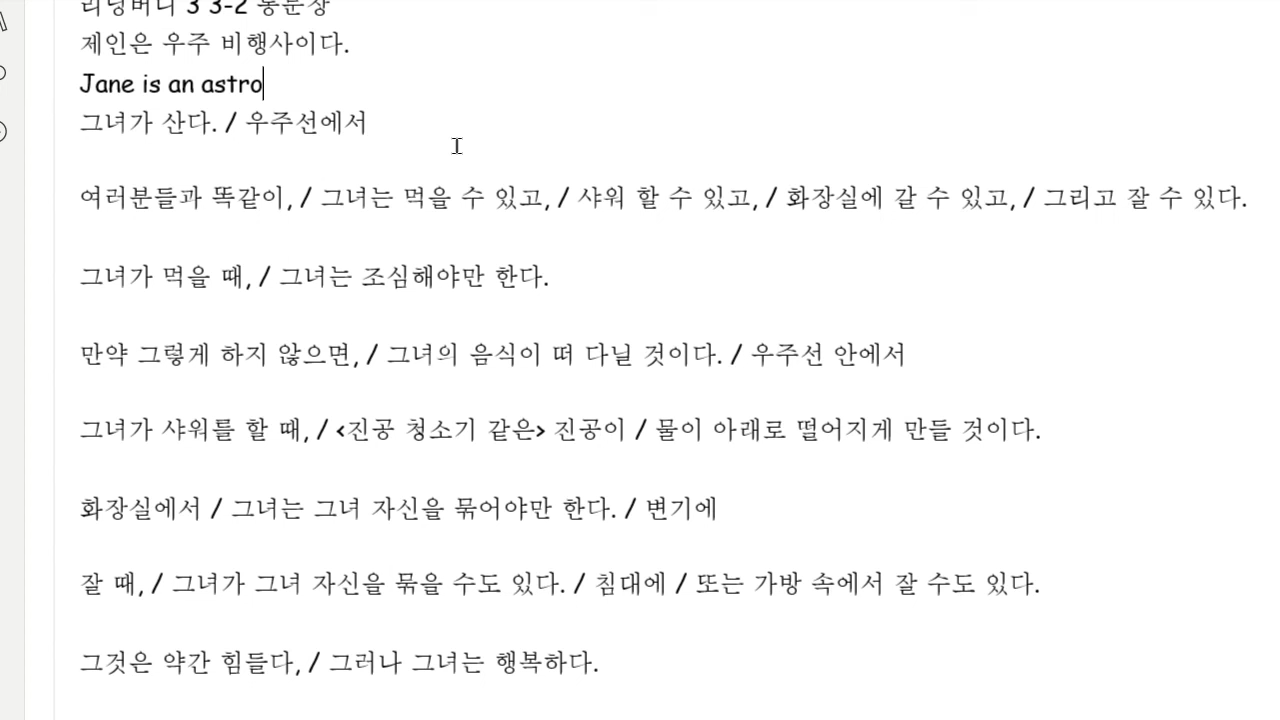 리딩버디 3 3-2 통문장
제인은 우주 비행사이다.
Jane is an astro
그녀가 산다. / 우주선에서
여러분들과 똑같이, / 그녀는 먹을 수 있고, / 샤워 할 수 있고, / 화장실에 갈 수 있고, / 그리고 잘 수 있다.
그녀가 먹을 때, / 그녀는 조심해야만 한다.
만약 그렇게 하지 않으면, / 그녀의 음식이 떠 다닐 것이다. / 우주선 안에서
그녀가 샤워를 할 때, / <진공 청소기 같은> 진공이 / 물이 아래로 떨어지게 만들 것이다.
화장실에서 / 그녀는 그녀 자신을 묶어야만 한다. / 변기에
잘 때, / 그녀가 그녀 자신을 묶을 수도 있다. / 침대에 / 또는 가방 속에서 잘 수도 있다.
그것은 약간 힘들다, / 그러나 그녀는 행복하다.